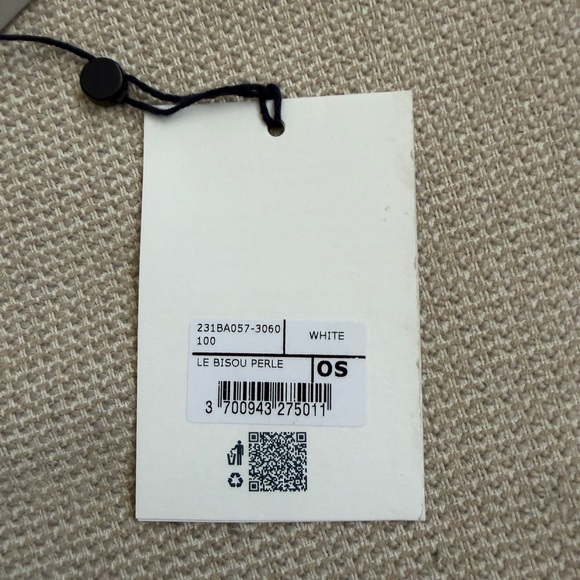 231BA057-3060
100
WHITE
LE BISOU PERLE
OS
3 700943 275011